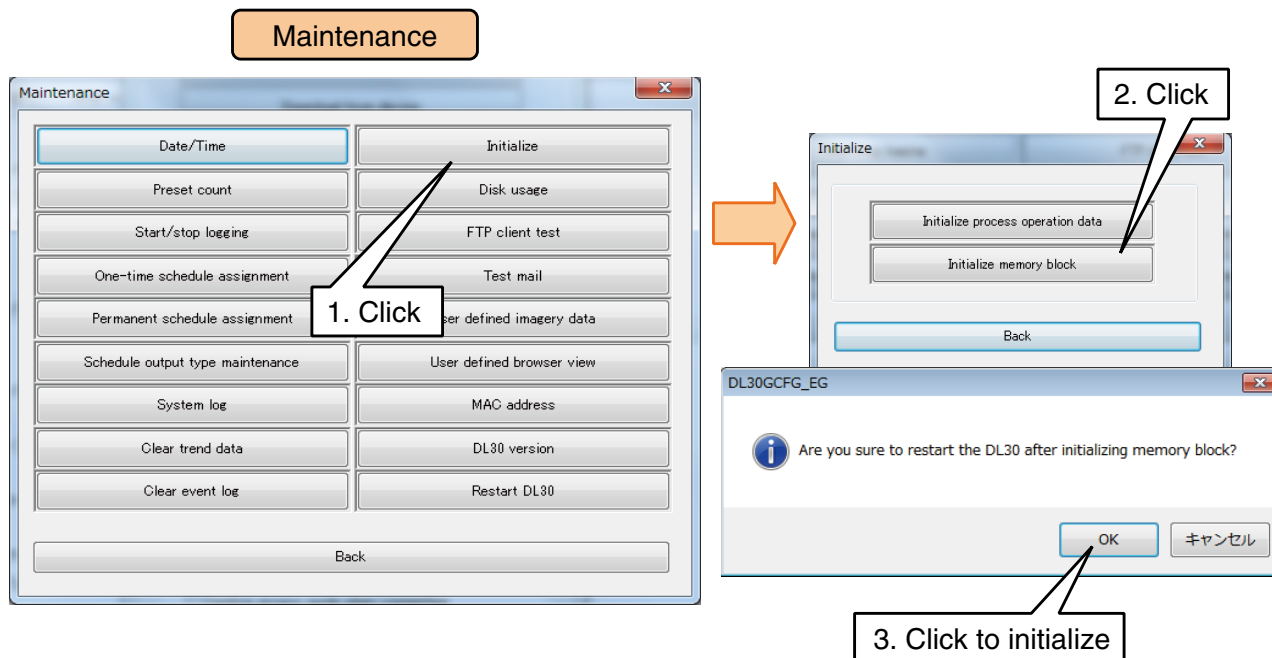 Maintenance
Maintenance
Date/Time
Initialize
Preset count
Disk usage
Start/stop logging
FTP client test
One-time schedule assignment
Test mail
Permanent schedule assignment
ser defined imagery data
Schedule output type maintenance
User defined browser view
System log
MAC address
Clear trend data
DL30 version
Clear event log
Restart DL30
Back
1. Click
2. Click
Initialize
Initialize process operation data
Initialize memory block
Back
DL30GCFG_EG
Are you sure to restart the DL30 after initializing memory block?
OK
キャンセル
3. Click to initialize